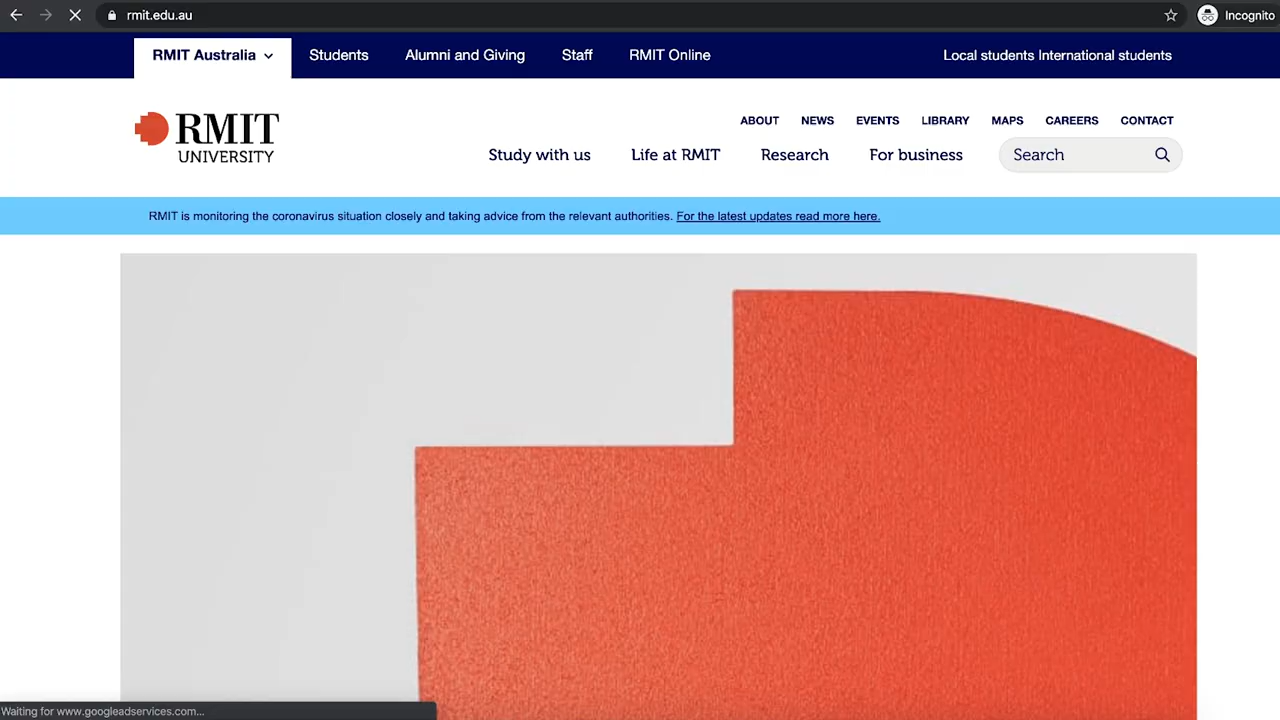 rmit.edu.au
Incognito
RMIT Australia Students Alumni and Giving Staff RMIT Online Local students International students
RMIT
UNIVERSITY
ABOUT NEWS EVENTS LIBRARY MAPS CAREERS CONTACT
Study with us Life at RMIT Research For business Search
RMIT is monitoring the coronavirus situation closely and taking advice from the relevant authorities. For the latest updates read more here.
Waiting for www.googleadservices.com...